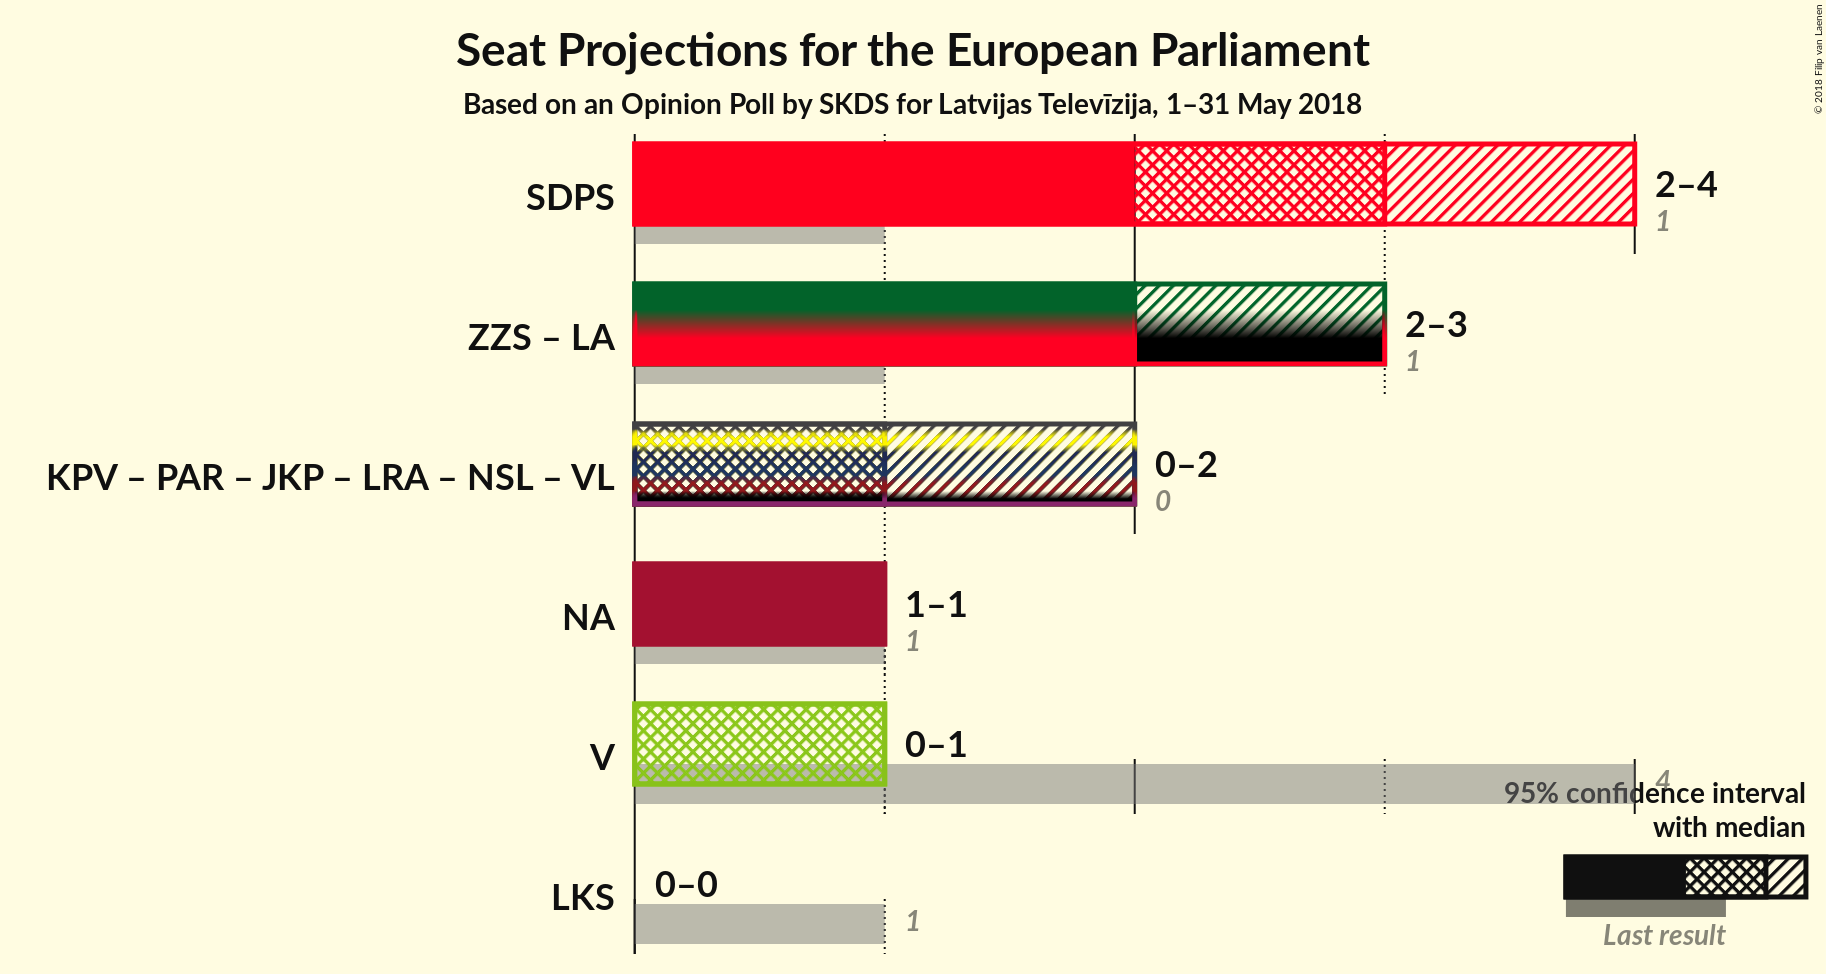 Seat Projections for the European Parliament
Based on an Opinion Poll by SKDS for Latvijas Televīzija, 1–31 May 2018
© 2018 Filip van Laenen
SDPS
2–4
1
ZZS – LA
2–3
1
KPV – PAR – JKP – LRA – NSL – VL
0–2
0
NA
1–1
1
V
0–1
4
LKS
0–0
1
95% confidence interval
with median
Last result